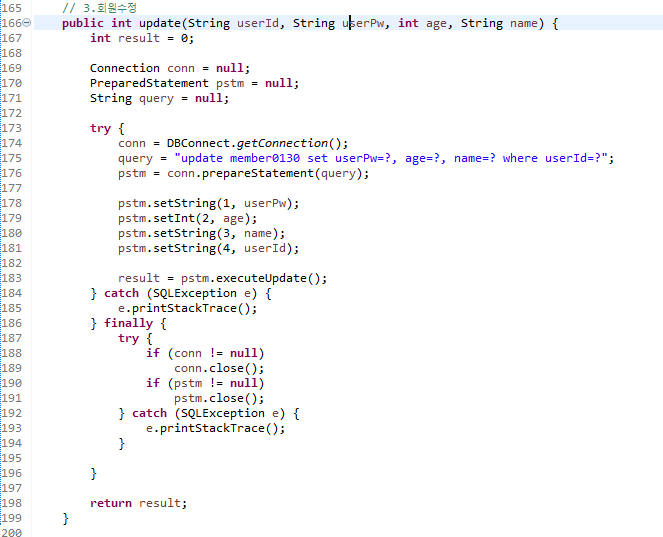 165     // 3.회원수정
166     public int update(String userId, String userPw, int age, String name) {
167         int result = 0;
168
169         Connection conn = null;
170         PreparedStatement pstm = null;
171         String query = null;
172
173         try {
174             conn = DBConnect.getConnection();
175             query = "update member0130 set userPw=?, age=?, name=? where userId=?";
176             pstm = conn.prepareStatement(query);
177
178             pstm.setString(1, userPw);
179             pstm.setInt(2, age);
180             pstm.setString(3, name);
181             pstm.setString(4, userId);
182
183             result = pstm.executeUpdate();
184         } catch (SQLException e) {
185             e.printStackTrace();
186         } finally {
187             try {
188                 if (conn != null)
189                     conn.close();
190                 if (pstm != null)
191                     pstm.close();
192             } catch (SQLException e) {
193                 e.printStackTrace();
194             }
195
196         }
197
198         return result;
199     }
200